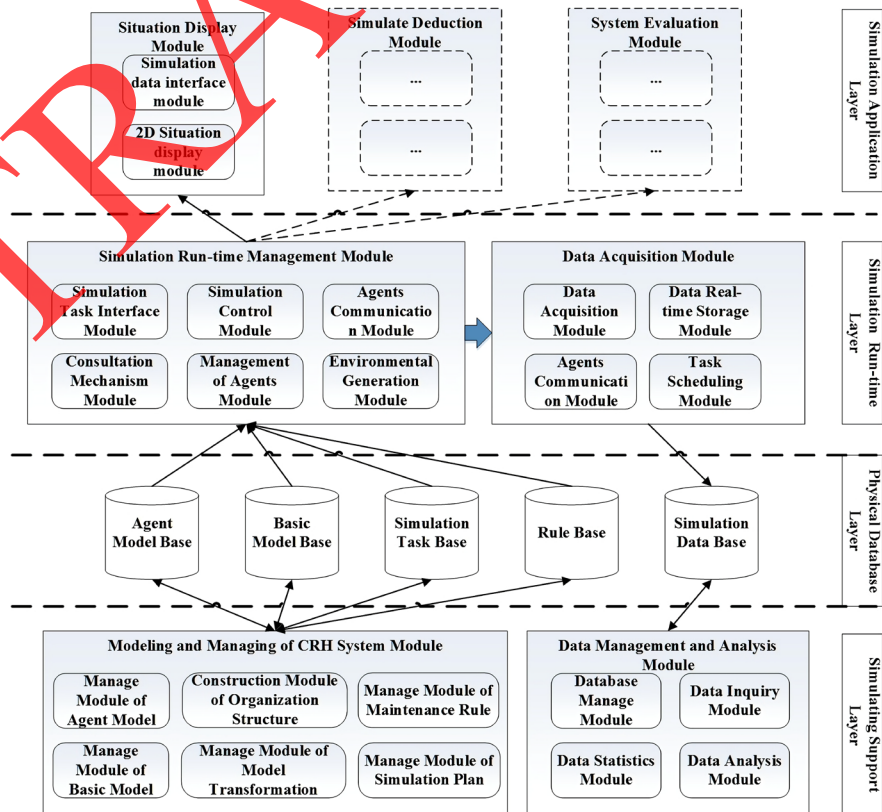 Situation Display
Module
Simulation
data interface
module
2D Situation
display
module
Simulate Deduction
Module
...
...
System Evaluation
Module
...
...
Simulation Application
Layer
Simulation Run-time Management Module
Simulation
Task Interface
Module
Simulation
Control
Module
Agents
Communicatio
n Module
Consultation
Mechanism
Module
Management
of Agents
Module
Environmental
Generation
Module
Data Acquisition Module
Data
Acquisition
Module
Data Real-
time Storage
Module
Agents
Communicati
on Module
Task
Scheduling
Module
Simulation Run-time
Layer
Agent
Model Base
Basic
Model Base
Simulation
Task Base
Rule Base
Simulation
Data Base
Physical Database
Layer
Modeling and Managing of CRH System Module
Manage
Module of
Agent Model
Construction Module
of Organization
Structure
Manage Module of
Maintenance Rule
Manage
Module of
Basic Model
Manage Module of
Model
Transformation
Manage Module of
Simulation Plan
Data Management and Analysis
Module
Database
Manage
Module
Data Inquiry
Module
Data Statistics
Module
Data Analysis
Module
Simulating Support
Layer
TRA